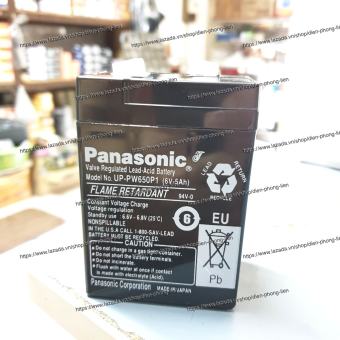 Panasonic
Valve Regulated Lead-Acid Battery
Model No. UP-PW650P1 (6V-5Ah)
FLAME RETARDANT 94V-0
Constant Voltage Charge
Voltage regulation
Standby use : 6.8V - 6.9V (25°C)
NONSPILLABLE
IN THE U.S.A CALL 1-800-SAV-LEAD
BATTERY MUST BE RECYCLED.
Do not charge in a gas tight container.
Do not short the battery terminals.
Do not incinerate.
Flush with water at once if contact is
made with electrolyte (Acid).
Panasonic Corporation MADE IN JAPAN
LEAD
RETURN
RECYCLE
6
EU
Pb
https://www.lazada.vn/shop/dien-phong-lien